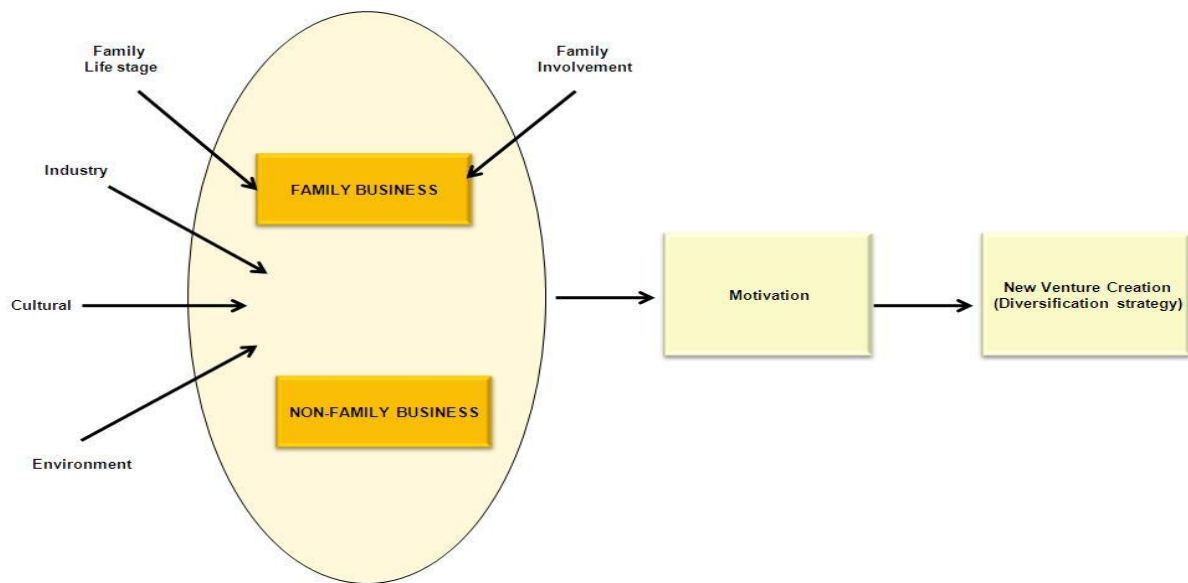 Family
Life stage
Family
Involvement
Industry
FAMILY BUSINESS
Cultural
Motivation
New Venture Creation
(Diversification strategy)
NON-FAMILY BUSINESS
Environment